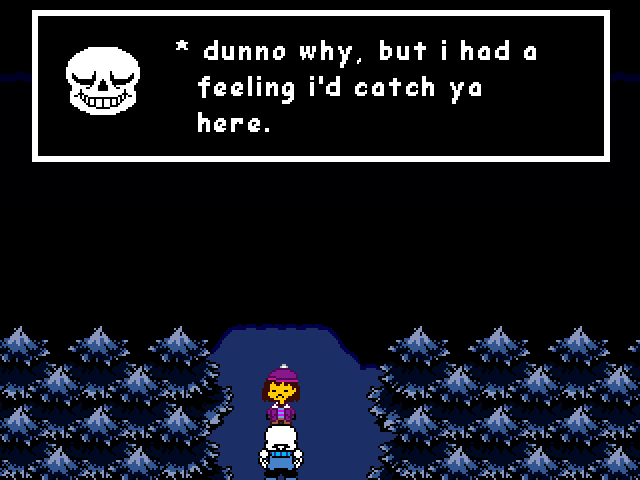 * dunno why, but i had a
feeling i'd catch ya
here.